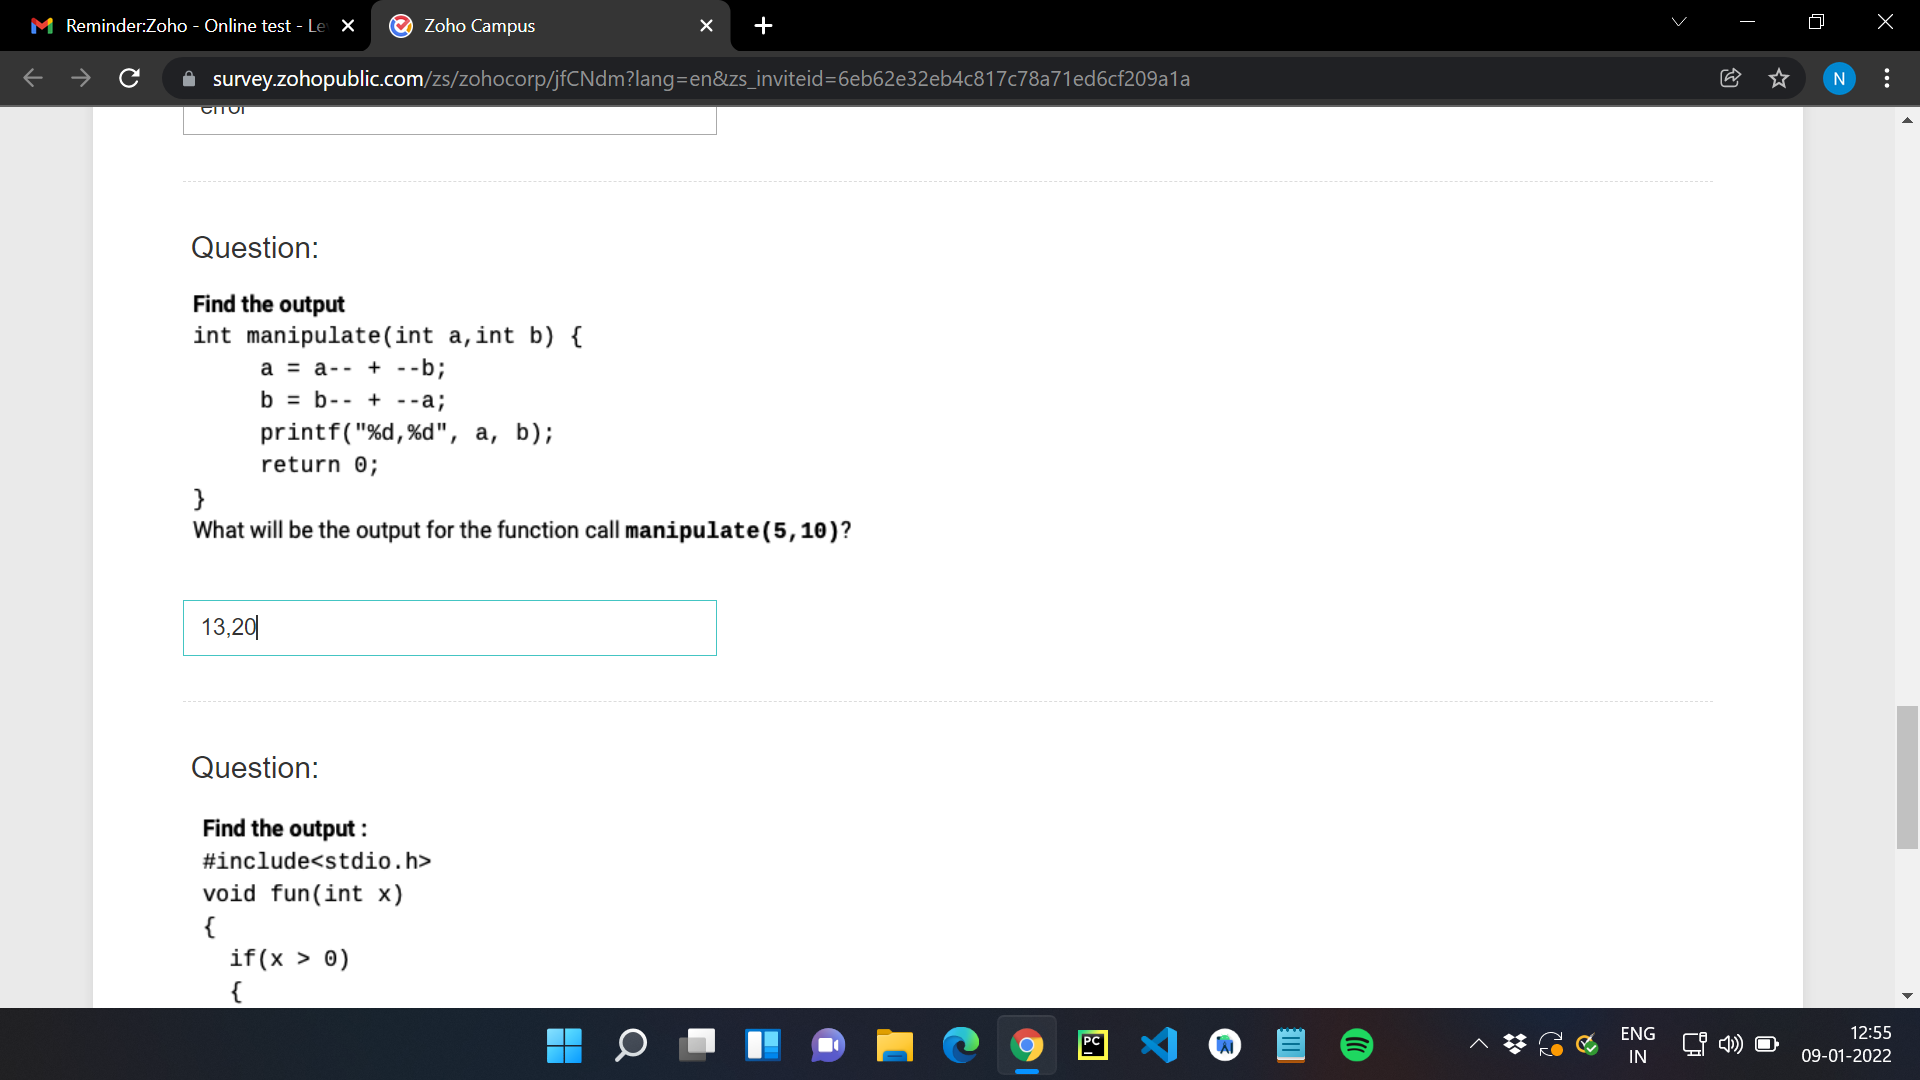 Reminder:Zoho - Online test - Le
Zoho Campus
survey.zohopublic.com/zs/zohocorp/jfCNdm?lang=en&zs_inviteid=6eb62e32eb4c817c78a71ed6cf209a1a
N
error
Question:
Find the output
int manipulate(int a,int b) {
a = a-- + --b;
b = b-- + --a;
printf("%d,%d", a, b);
return 0;
}
What will be the output for the function call manipulate(5,10)?
13,20
Question:
Find the output :
#include<stdio.h>
void fun(int x)
{
if(x > 0)
{
PC
ENG
IN
12:55
09-01-2022